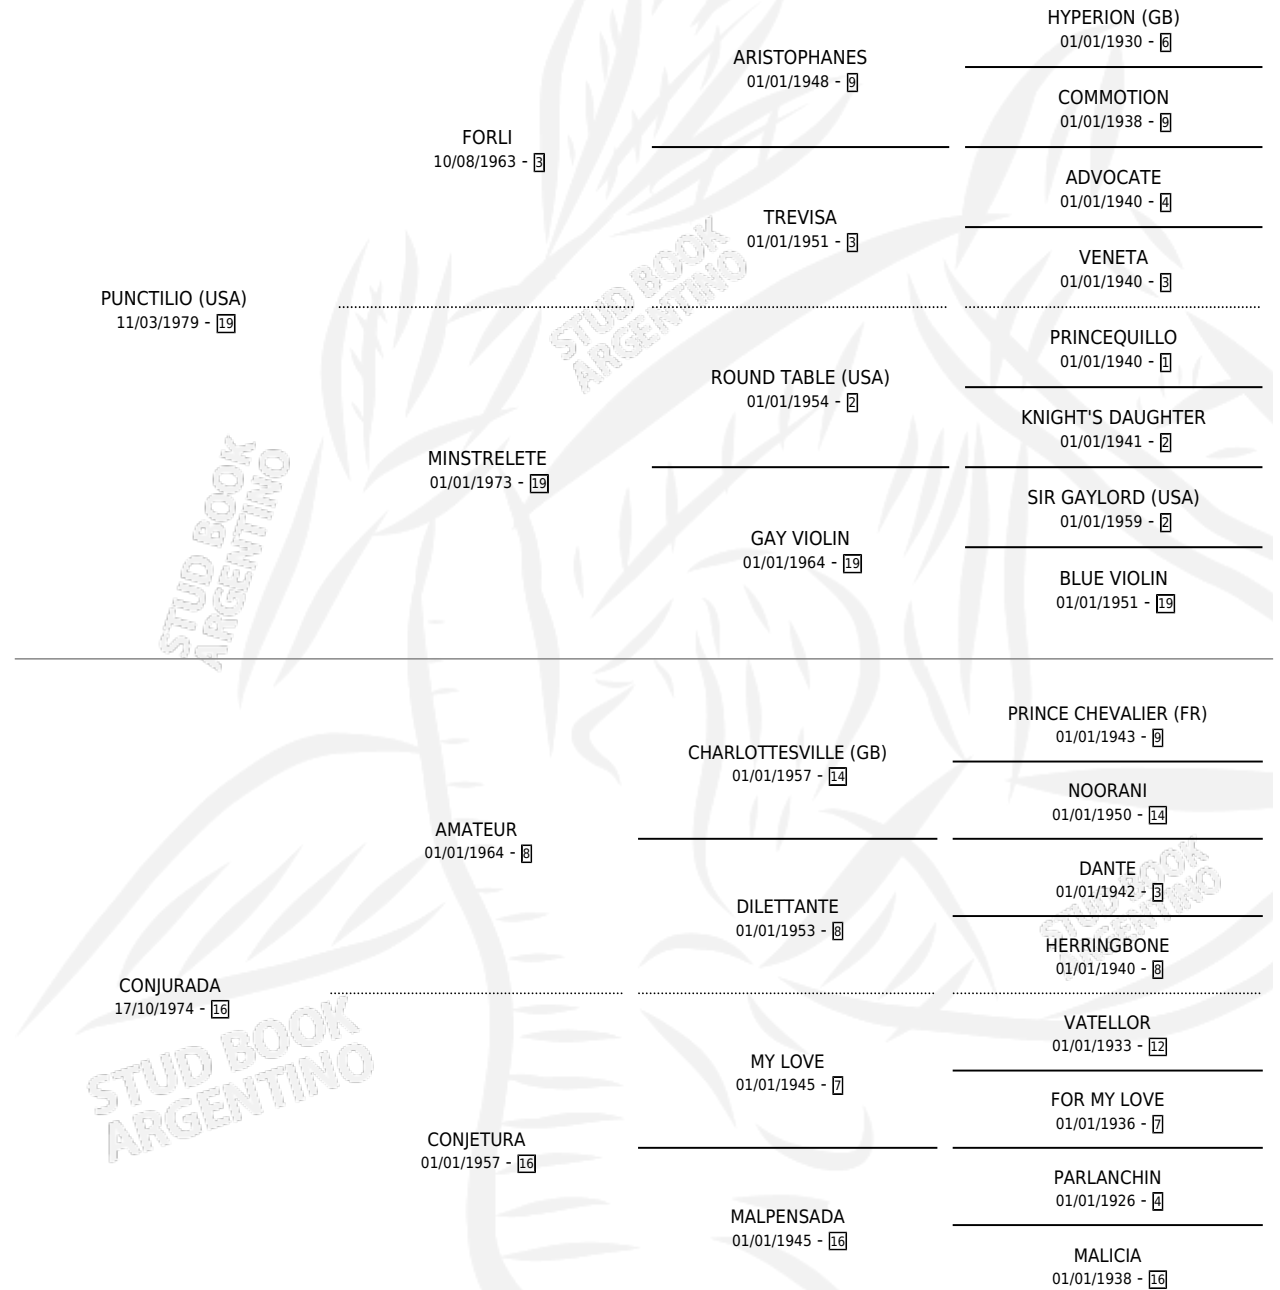 HYPERION (GB)
01/01/1930 - 6
ARISTOPHANES
01/01/1948 - 9
COMMOTION
01/01/1938 - 9
FORLI
10/08/1963 - 3
ADVOCATE
01/01/1940 - 4
TREVISA
01/01/1951 - 3
VENETA
01/01/1940 - 3
PUNCTILIO (USA)
11/03/1979 - 19
PRINCEQUILLO
01/01/1940 - 1
ROUND TABLE (USA)
01/01/1954 - 2
KNIGHT'S DAUGHTER
01/01/1941 - 2
MINSTRELETE
01/01/1973 - 19
SIR GAYLORD (USA)
01/01/1959 - 2
GAY VIOLIN
01/01/1964 - 19
BLUE VIOLIN
01/01/1951 - 19
STUD BOOK
ARGENTINO
STUD BOOK
ARGENTINO
PRINCE CHEVALIER (FR)
01/01/1943 - 9
CHARLOTTESVILLE (GB)
01/01/1957 - 14
NOORANI
01/01/1950 - 14
AMATEUR
01/01/1964 - 8
DANTE
01/01/1942 - 3
DILETTANTE
01/01/1953 - 8
HERRINGBONE
01/01/1940 - 8
CONJURADA
17/10/1974 - 16
VATELLOR
01/01/1933 - 12
MY LOVE
01/01/1945 - 7
FOR MY LOVE
01/01/1936 - 7
CONJETURA
01/01/1957 - 16
PARLANCHIN
01/01/1926 - 4
MALPENSADA
01/01/1945 - 16
MALICIA
01/01/1938 - 16
STUD BOOK
ARGENTINO
STUD BOOK
ARGENTINO